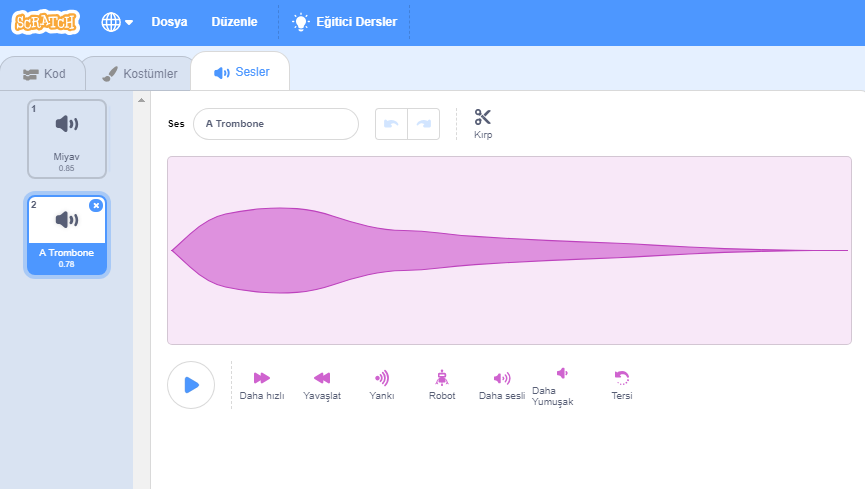 SCRATCH
Dosya
Düzenle
Eğitici Dersler
Kod
Kostümler
Sesler
1
Miyav
0.85
2
A Trombone
0.78
Ses
A Trombone
Kırp
Daha hızlı
Yavaşlat
Yankı
Robot
Daha sesli
Daha
Yumuşak
Tersi